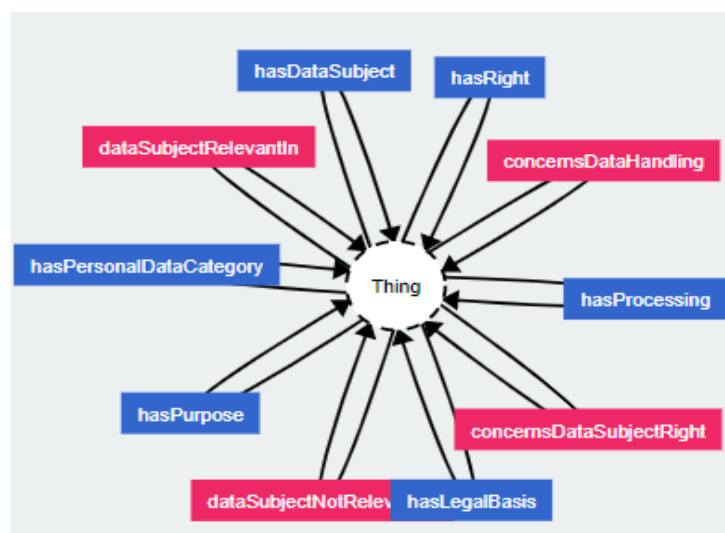 hasDataSubject
hasRight
dataSubjectRelevantIn
concernsDataHandling
hasPersonalDataCategory
Thing
hasProcessing
hasPurpose
concernsDataSubjectRight
hasLegalBasis